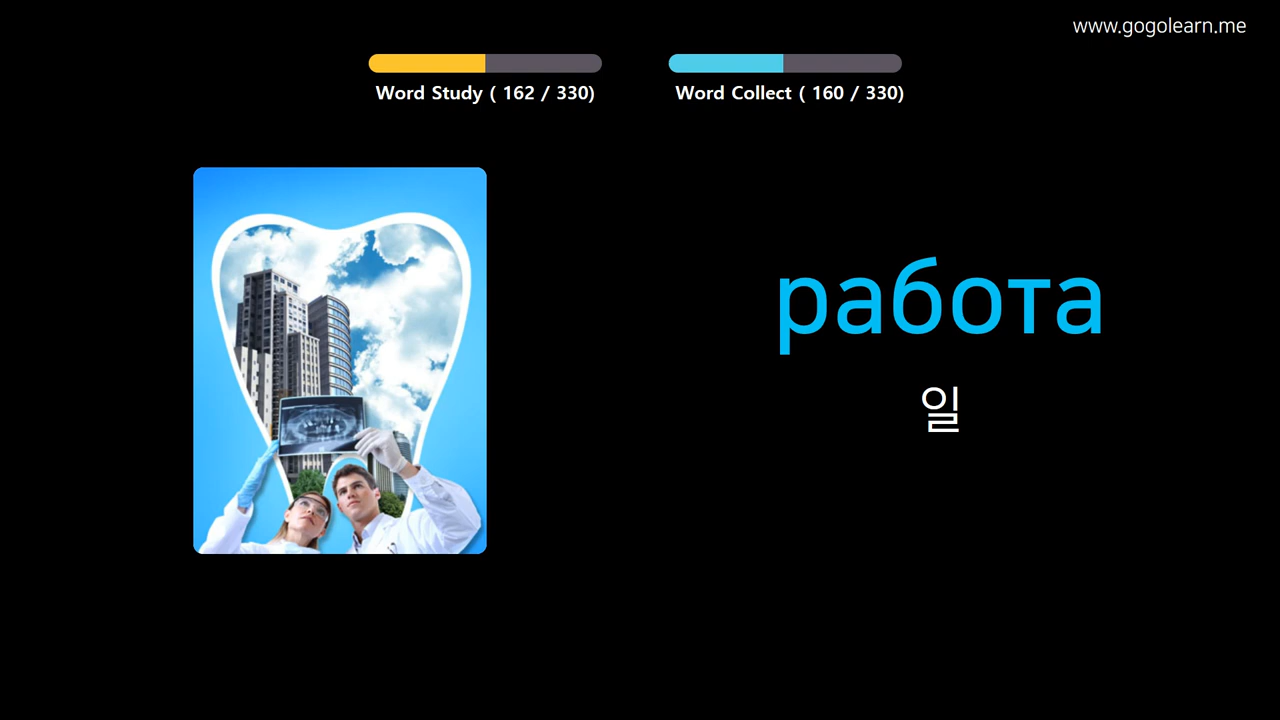 www.gogolearn.me
Word Study ( 162 / 330)
Word Collect ( 160 / 330)
работа
일